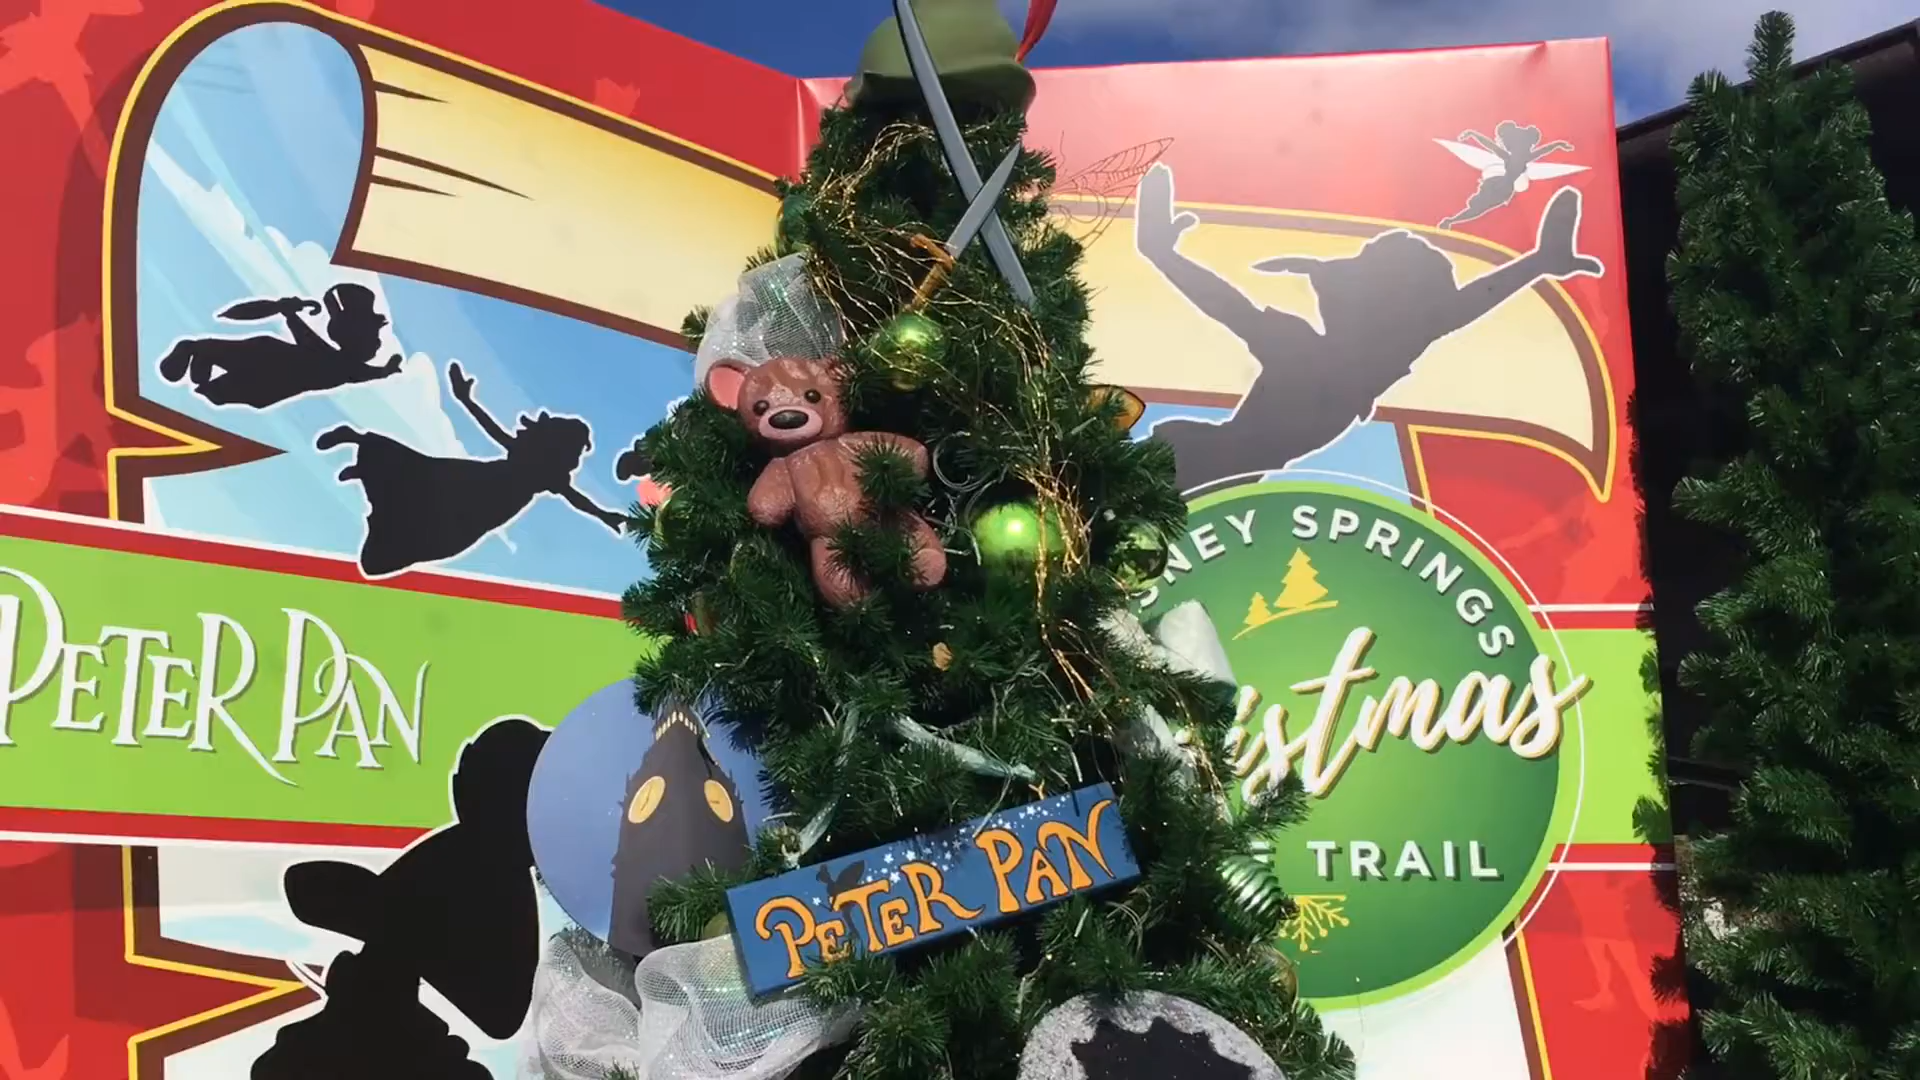 PETER PAN
NEY SPRINGS
istmas
E TRAIL
PETER PAN